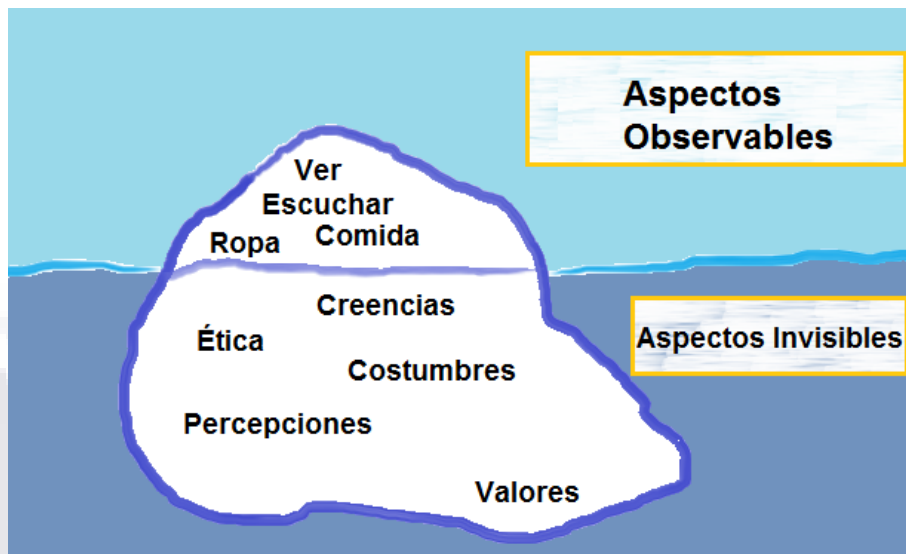 Aspectos
Observables
Ver
Escuchar
Ropa
Comida
Creencias
Aspectos Invisibles
Ética
Costumbres
Percepciones
Valores